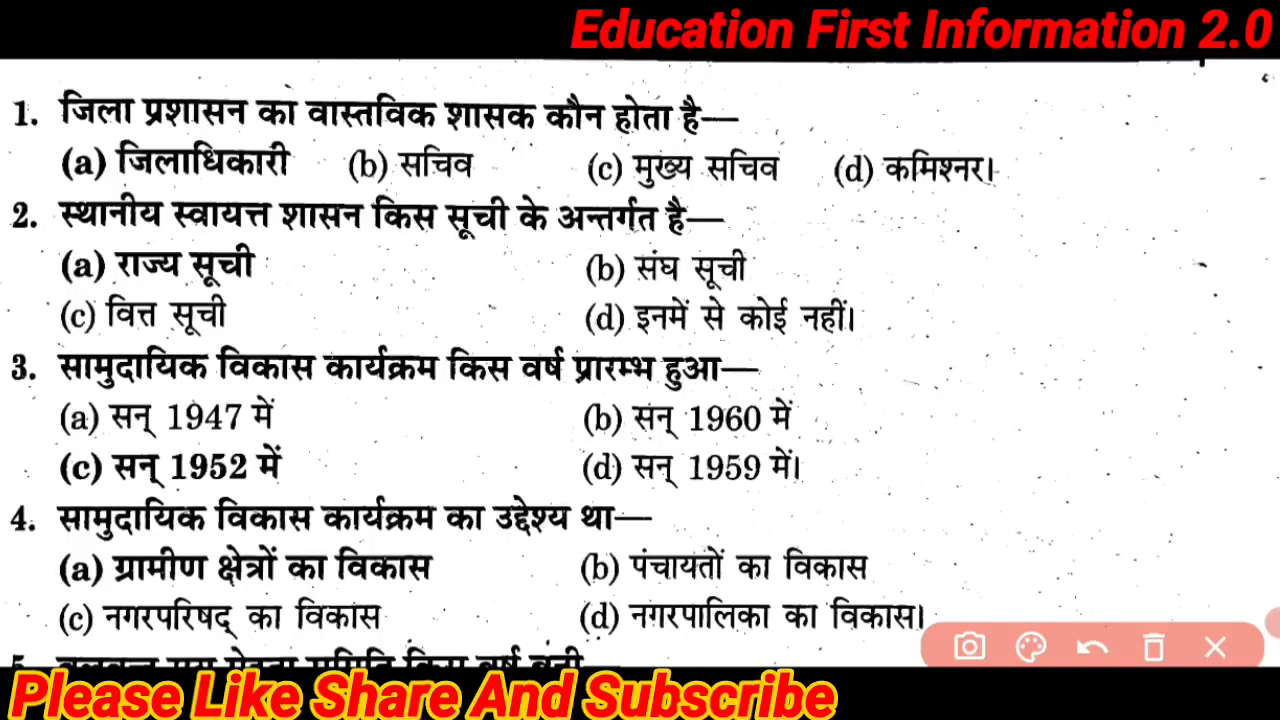 Education First Information 2.0
1. जिला प्रशासन का वास्तविक शासक कौन होता है—
(a) जिलाधिकारी (b) सचिव (c) मुख्य सचिव (d) कमिश्नर।
2. स्थानीय स्वायत्त शासन किस सूची के अन्तर्गत है—
(a) राज्य सूची (b) संघ सूची
(c) वित्त सूची (d) इनमें से कोई नहीं।
3. सामुदायिक विकास कार्यक्रम किस वर्ष प्रारम्भ हुआ—
(a) सन् 1947 में (b) सन् 1960 में
(c) सन् 1952 में (d) सन् 1959 में।
4. सामुदायिक विकास कार्यक्रम का उद्देश्य था—
(a) ग्रामीण क्षेत्रों का विकास (b) पंचायतों का विकास
(c) नगरपरिषद् का विकास (d) नगरपालिका का विकास।
Please Like Share And Subscribe